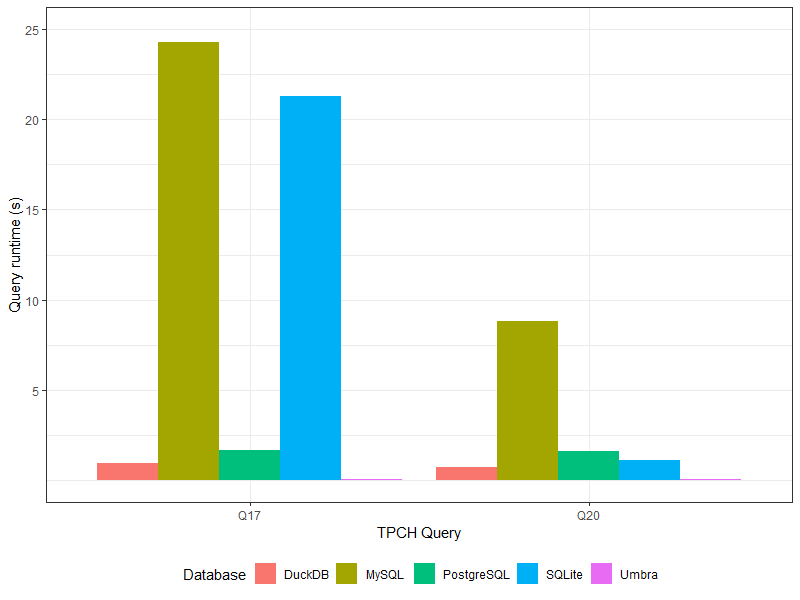 Query runtime (s)
25
20
15
10
5
Q17 Q20
TPCH Query
Database DuckDB MySQL PostgreSQL SQLite Umbra